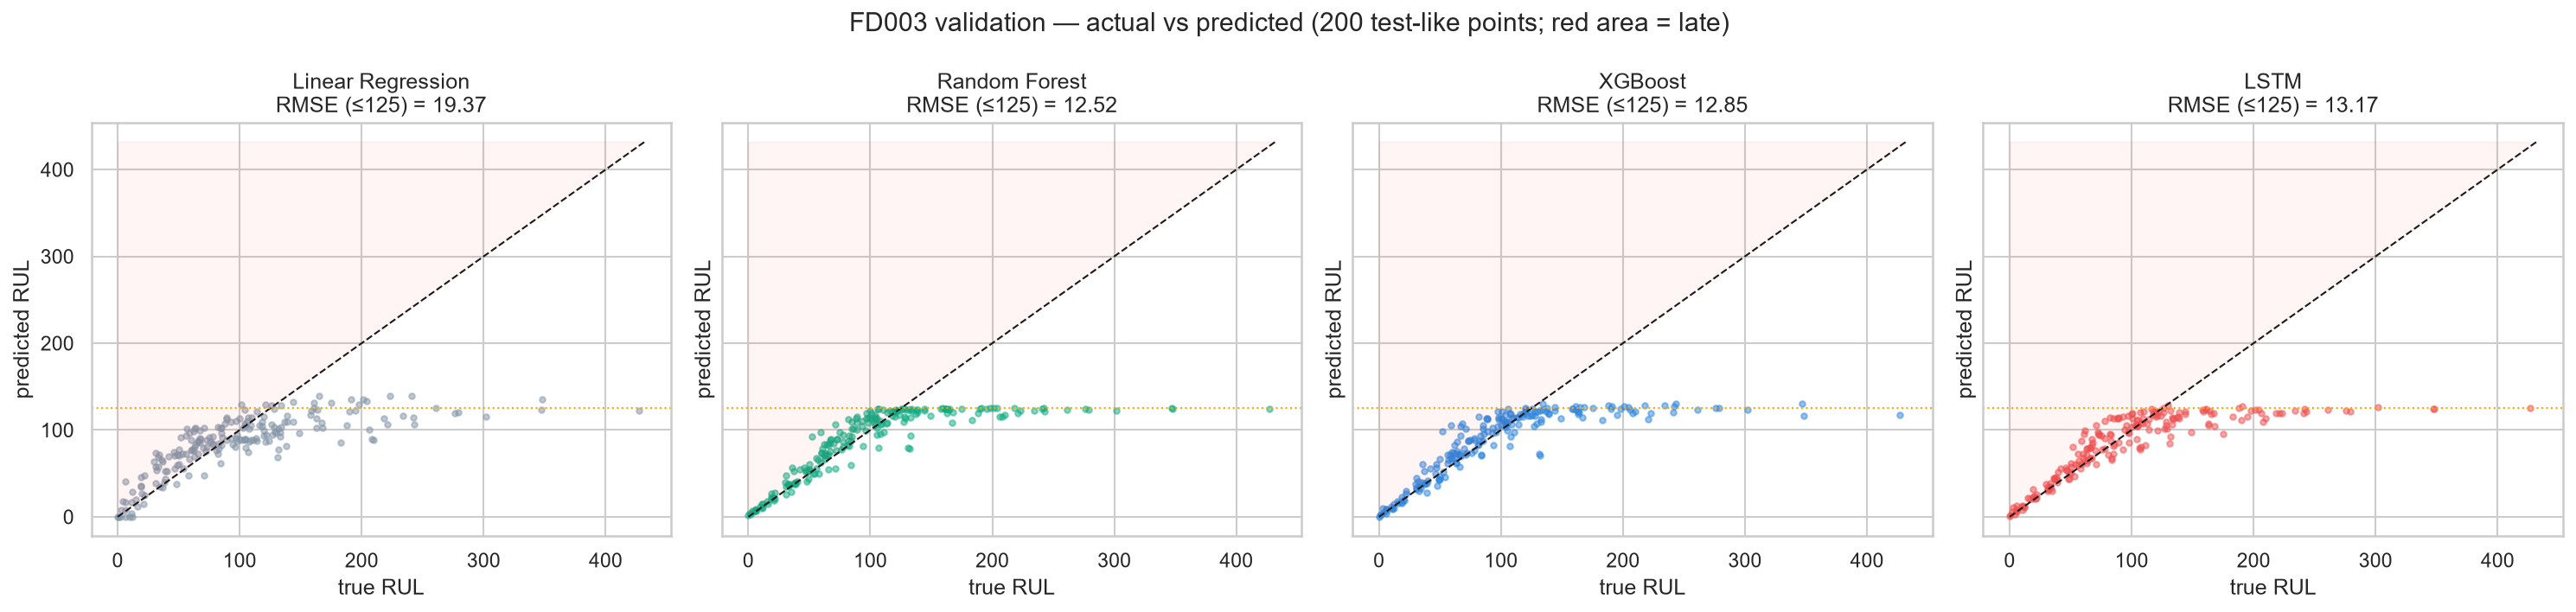 FD003 validation — actual vs predicted (200 test-like points; red area = late)
Linear Regression
RMSE (≤125) = 19.37
Random Forest
RMSE (≤125) = 12.52
XGBoost
RMSE (≤125) = 12.85
LSTM
RMSE (≤125) = 13.17
400
300
200
100
0
predicted RUL
predicted RUL
predicted RUL
predicted RUL
0 100 200 300 400
0 100 200 300 400
0 100 200 300 400
0 100 200 300 400
true RUL
true RUL
true RUL
true RUL